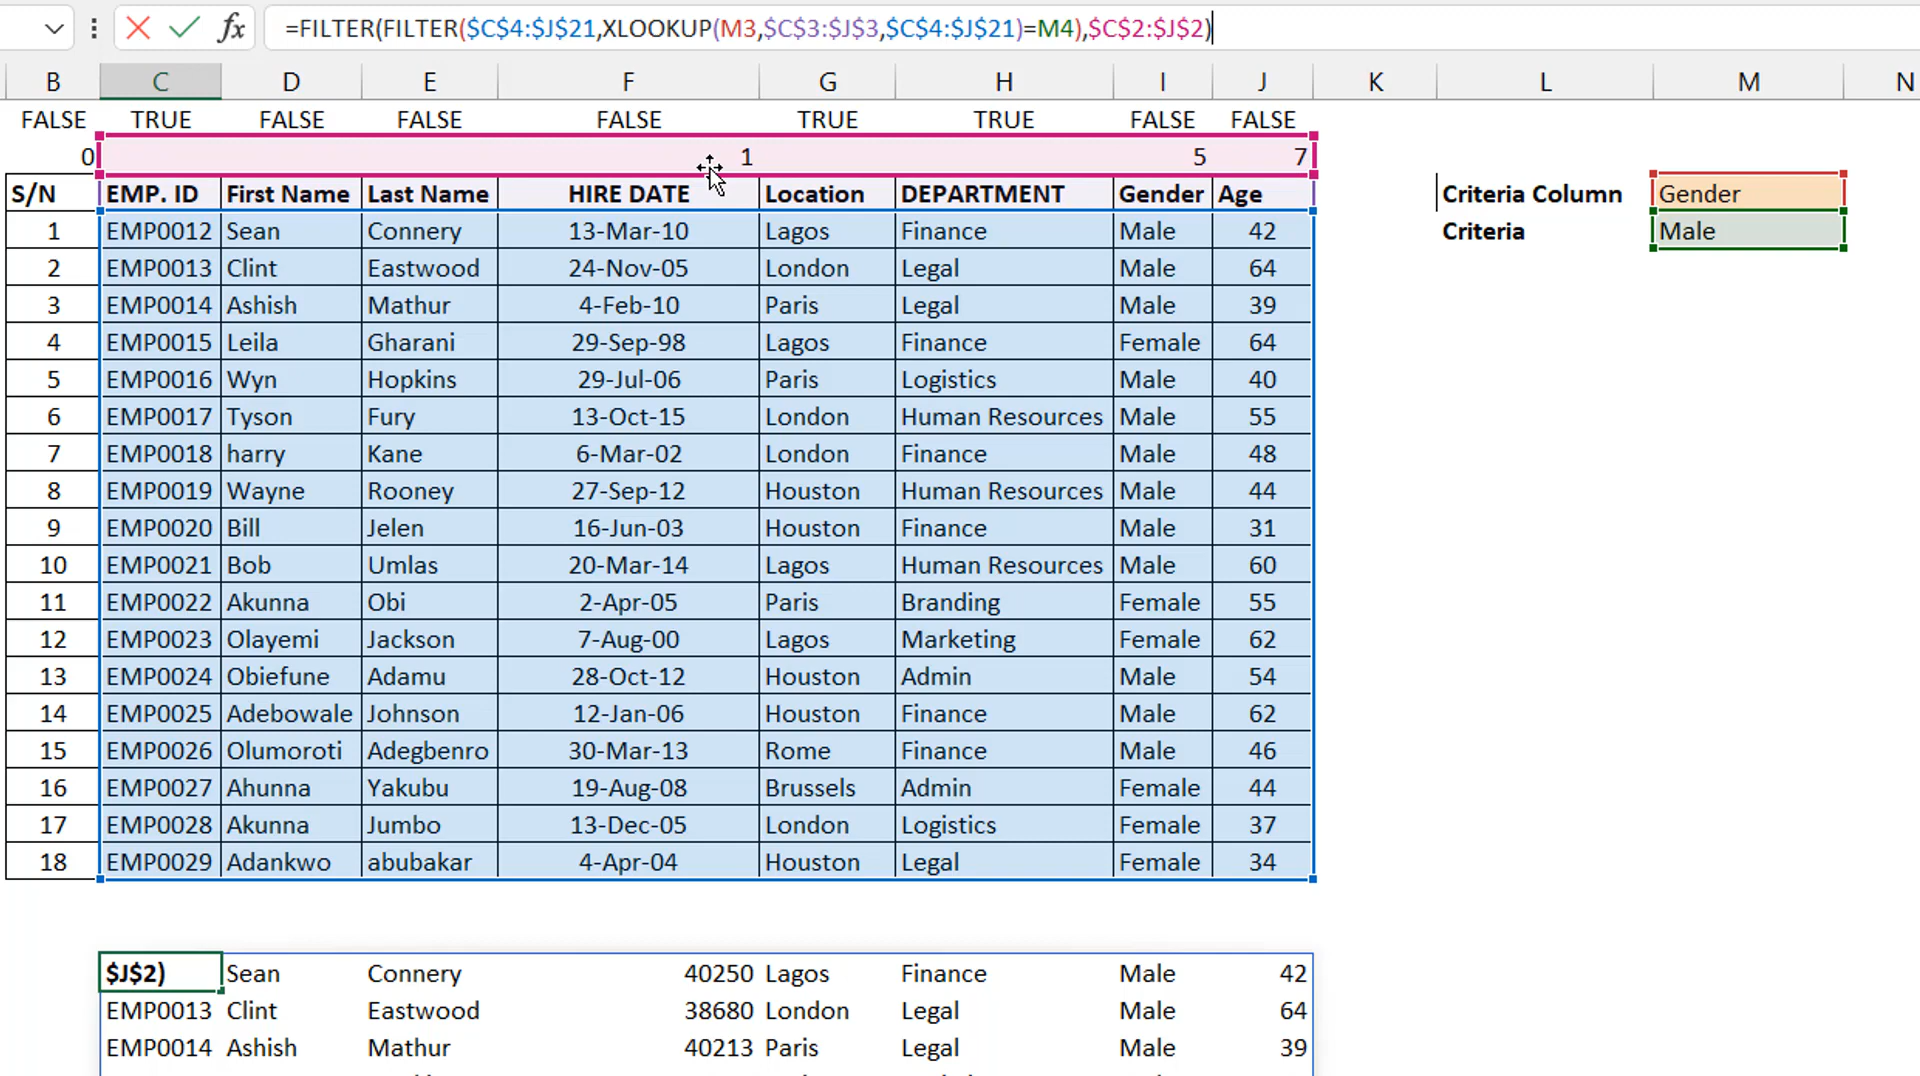 fx =FILTER(FILTER($C$4:$J$21,XLOOKUP(M3,$C$3:$J$3,$C$4:$J$21)=M4),$C$2:$J$2)
B C D E F G H I J K L M N
FALSE TRUE FALSE FALSE FALSE TRUE TRUE FALSE FALSE
0 1 5 7
S/N EMP. ID First Name Last Name HIRE DATE Location DEPARTMENT Gender Age Criteria Column Gender
1 EMP0012 Sean Connery 13-Mar-10 Lagos Finance Male 42 Criteria Male
2 EMP0013 Clint Eastwood 24-Nov-05 London Legal Male 64
3 EMP0014 Ashish Mathur 4-Feb-10 Paris Legal Male 39
4 EMP0015 Leila Gharani 29-Sep-98 Lagos Finance Female 64
5 EMP0016 Wyn Hopkins 29-Jul-06 Paris Logistics Male 40
6 EMP0017 Tyson Fury 13-Oct-15 London Human Resources Male 55
7 EMP0018 harry Kane 6-Mar-02 London Finance Male 48
8 EMP0019 Wayne Rooney 27-Sep-12 Houston Human Resources Male 44
9 EMP0020 Bill Jelen 16-Jun-03 Houston Finance Male 31
10 EMP0021 Bob Umlas 20-Mar-14 Lagos Human Resources Male 60
11 EMP0022 Akunna Obi 2-Apr-05 Paris Branding Female 55
12 EMP0023 Olayemi Jackson 7-Aug-00 Lagos Marketing Female 62
13 EMP0024 Obiefune Adamu 28-Oct-12 Houston Admin Male 54
14 EMP0025 Adebowale Johnson 12-Jan-06 Houston Finance Male 62
15 EMP0026 Olumoroti Adegbenro 30-Mar-13 Rome Finance Male 46
16 EMP0027 Ahunna Yakubu 19-Aug-08 Brussels Admin Female 44
17 EMP0028 Akunna Jumbo 13-Dec-05 London Logistics Female 37
18 EMP0029 Adankwo abubakar 4-Apr-04 Houston Legal Female 34
$J$2) Sean Connery 40250 Lagos Finance Male 42
EMP0013 Clint Eastwood 38680 London Legal Male 64
EMP0014 Ashish Mathur 40213 Paris Legal Male 39